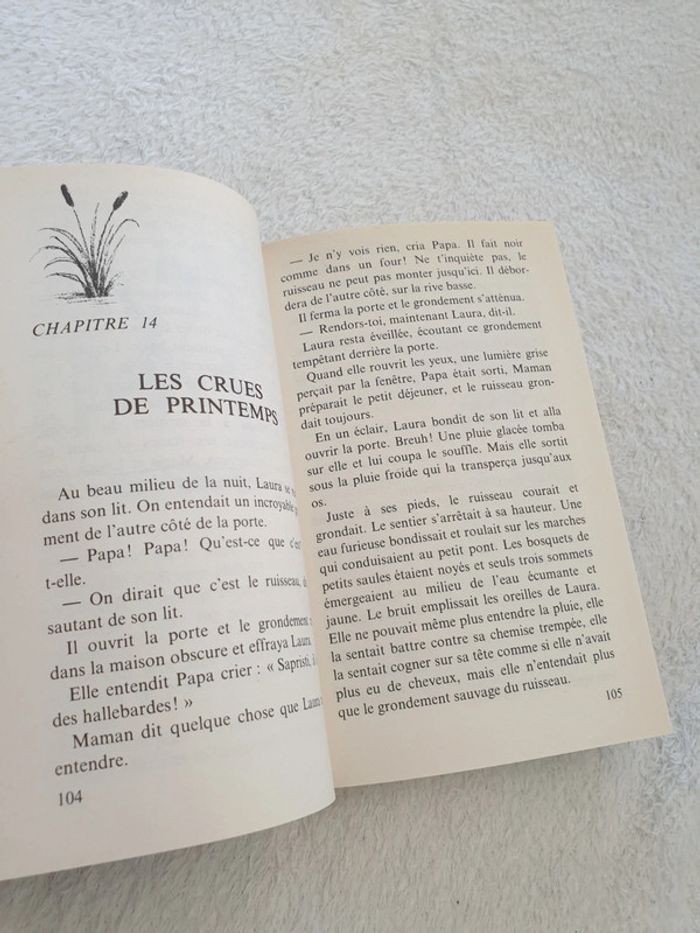 CHAPITRE 14
LES CRUES
DE PRINTEMPS
Au beau milieu de la nuit, Laura se
dans son lit. On entendait un incroyable
ment de l'autre côté de la porte.
— Papa! Papa! Qu'est-ce que c'es
t-elle.
— On dirait que c'est le ruisseau,
sautant de son lit.
Il ouvrit la porte et le grondement
dans la maison obscure et effraya Laura.
Elle entendit Papa crier : « Sapristi, il
des hallebardes! »
Maman dit quelque chose que Laura
entendre.
104
— Je n'y vois rien, cria Papa. Il fait noir
comme dans un four! Ne t'inquiète pas, le
ruisseau ne peut pas monter jusqu'ici. Il débor-
dera de l'autre côté, sur la rive basse.
Il ferma la porte et le grondement s'atténua.
— Rendors-toi, maintenant Laura, dit-il.
Laura resta éveillée, écoutant ce grondement
tempêtant derrière la porte.
Quand elle rouvrit les yeux, une lumière grise
perçait par la fenêtre, Papa était sorti, Maman
préparait le petit déjeuner, et le ruisseau gron-
dait toujours.
En un éclair, Laura bondit de son lit et alla
ouvrir la porte. Breuh! Une pluie glacée tomba
sur elle et lui coupa le souffle. Mais elle sortit
sous la pluie froide qui la transperça jusqu'aux
os.
Juste à ses pieds, le ruisseau courait et
grondait. Le sentier s'arrêtait à sa hauteur. Une
eau furieuse bondissait et roulait sur les marches
qui conduisaient au petit pont. Les bosquets de
petits saules étaient noyés et seuls trois sommets
émergeaient au milieu de l'eau écumante et
jaune. Le bruit emplissait les oreilles de Laura.
Elle ne pouvait même plus entendre la pluie, elle
la sentait battre contre sa chemise trempée, elle
la sentait cogner sur sa tête comme si elle n'avait
plus eu de cheveux, mais elle n'entendait plus
que le grondement sauvage du ruisseau.
105